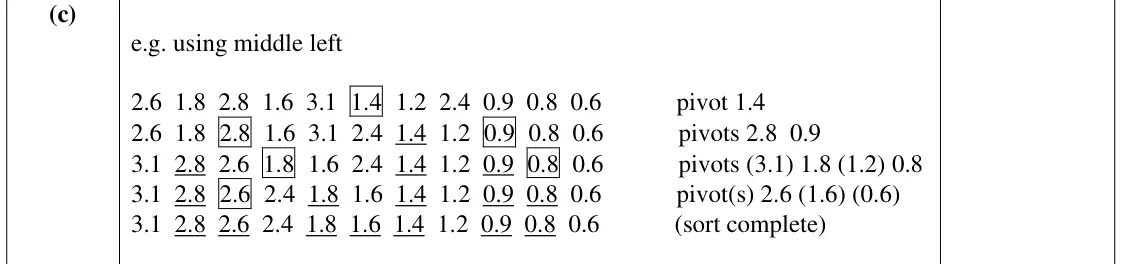 (c)
e.g. using middle left
2.6 1.8 2.8 1.6 3.1 1.4 1.2 2.4 0.9 0.8 0.6 pivot 1.4
2.6 1.8 2.8 1.6 3.1 2.4 1.4 1.2 0.9 0.8 0.6 pivots 2.8 0.9
3.1 2.8 2.6 1.8 1.6 2.4 1.4 1.2 0.9 0.8 0.6 pivots (3.1) 1.8 (1.2) 0.8
3.1 2.8 2.6 2.4 1.8 1.6 1.4 1.2 0.9 0.8 0.6 pivot(s) 2.6 (1.6) (0.6)
3.1 2.8 2.6 2.4 1.8 1.6 1.4 1.2 0.9 0.8 0.6 (sort complete)